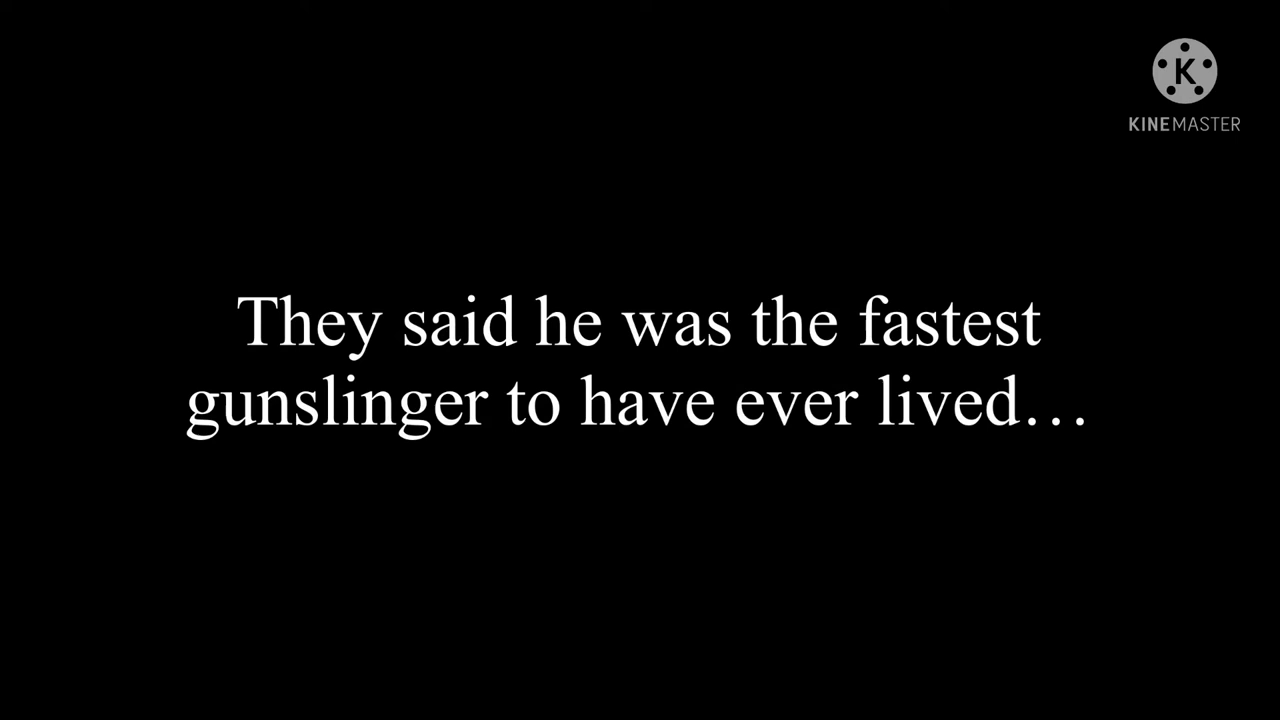 K
KINEMASTER
They said he was the fastest
gunslinger to have ever lived…